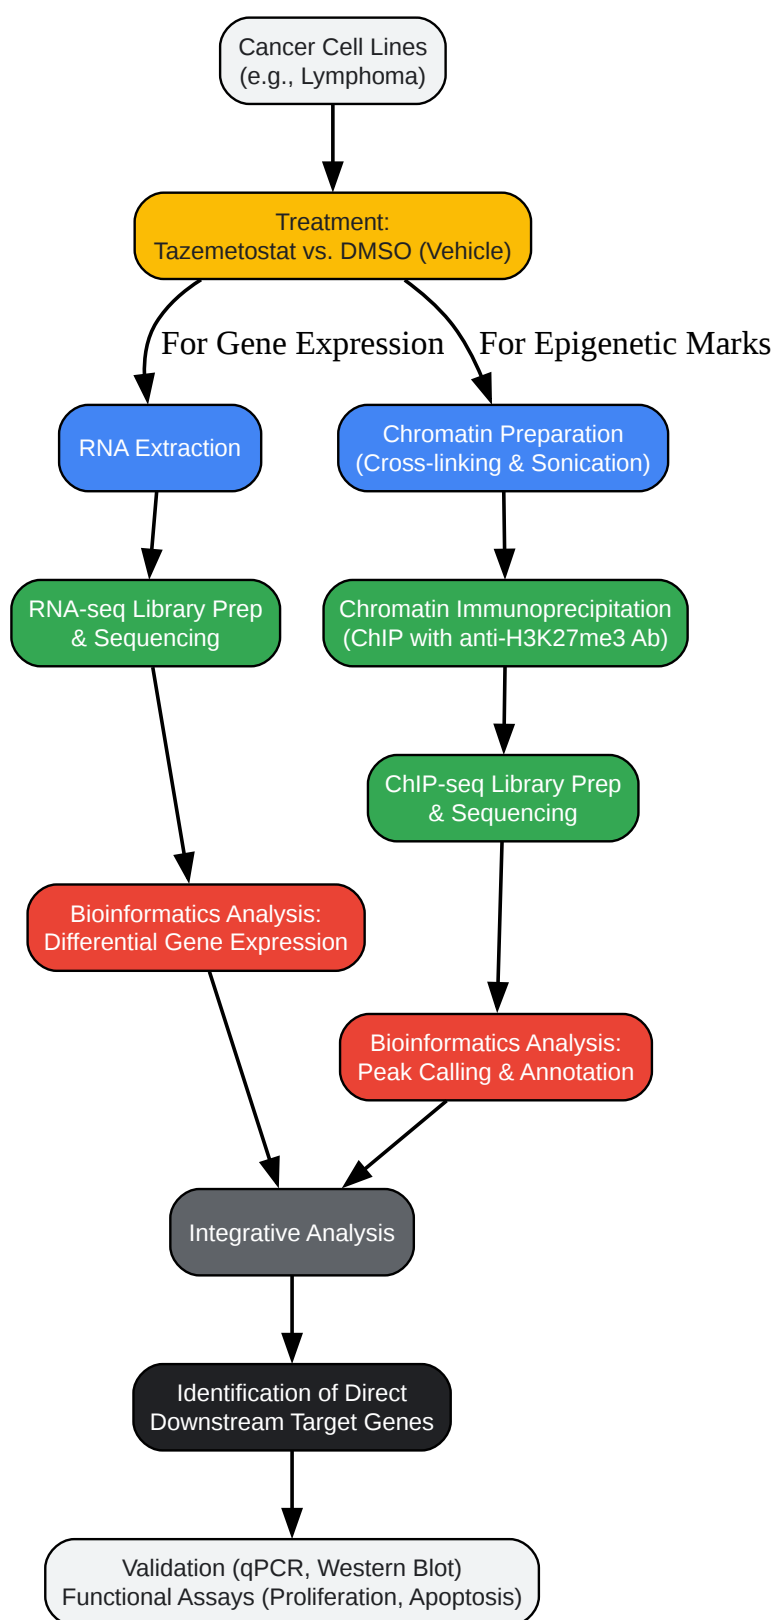 Cancer Cell Lines
(e.g., Lymphoma)
Treatment:
Tazemetostat vs. DMSO (Vehicle)
For Gene Expression
For Epigenetic Marks
RNA Extraction
Chromatin Preparation
(Cross-linking & Sonication)
RNA-seq Library Prep
& Sequencing
Chromatin Immunoprecipitation
(ChIP with anti-H3K27me3 Ab)
ChIP-seq Library Prep
& Sequencing
Bioinformatics Analysis:
Differential Gene Expression
Bioinformatics Analysis:
Peak Calling & Annotation
Integrative Analysis
Identification of Direct
Downstream Target Genes
Validation (qPCR, Western Blot)
Functional Assays (Proliferation, Apoptosis)